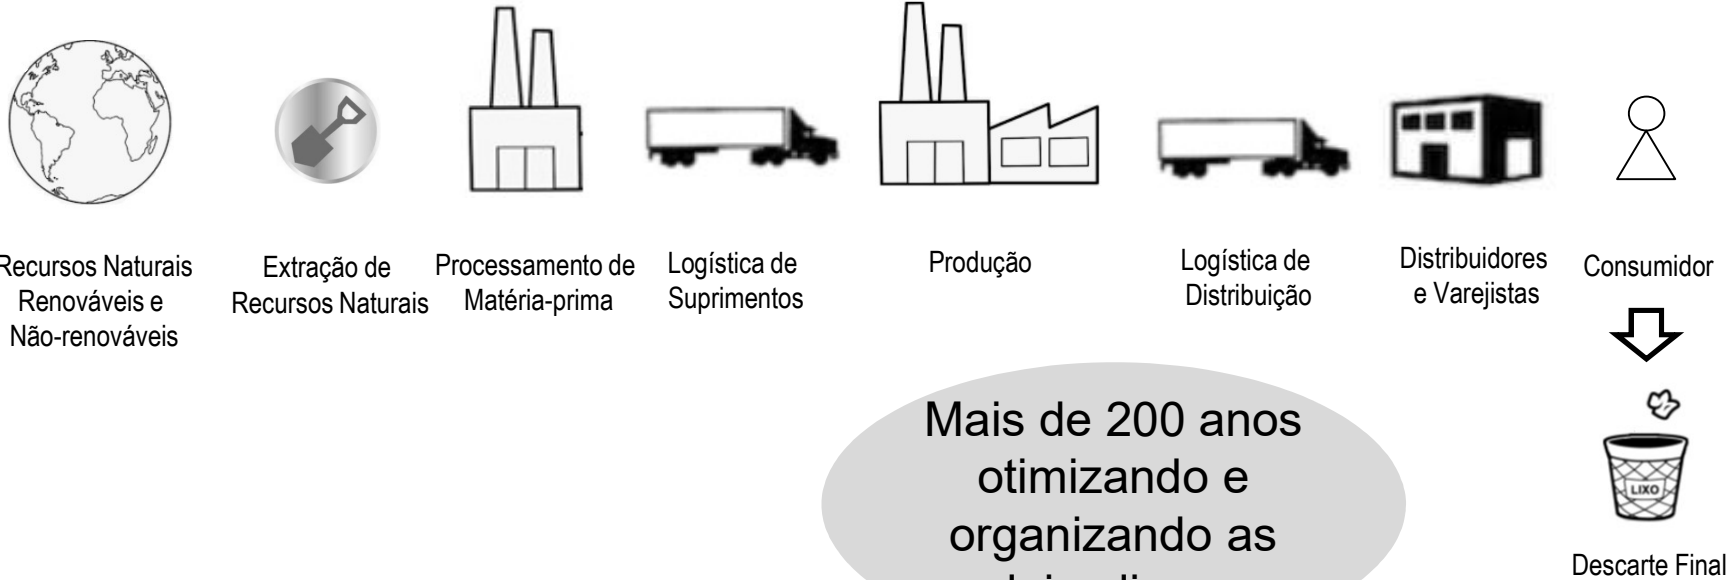 Recursos Naturais
Renováveis e
Não-renováveis
Extração de
Recursos Naturais
Processamento de
Matéria-prima
Logística de
Suprimentos
Produção
Logística de
Distribuição
Distribuidores
e Varejistas
Consumidor
Mais de 200 anos
otimizando e
organizando as
LIXO
Descarte Final